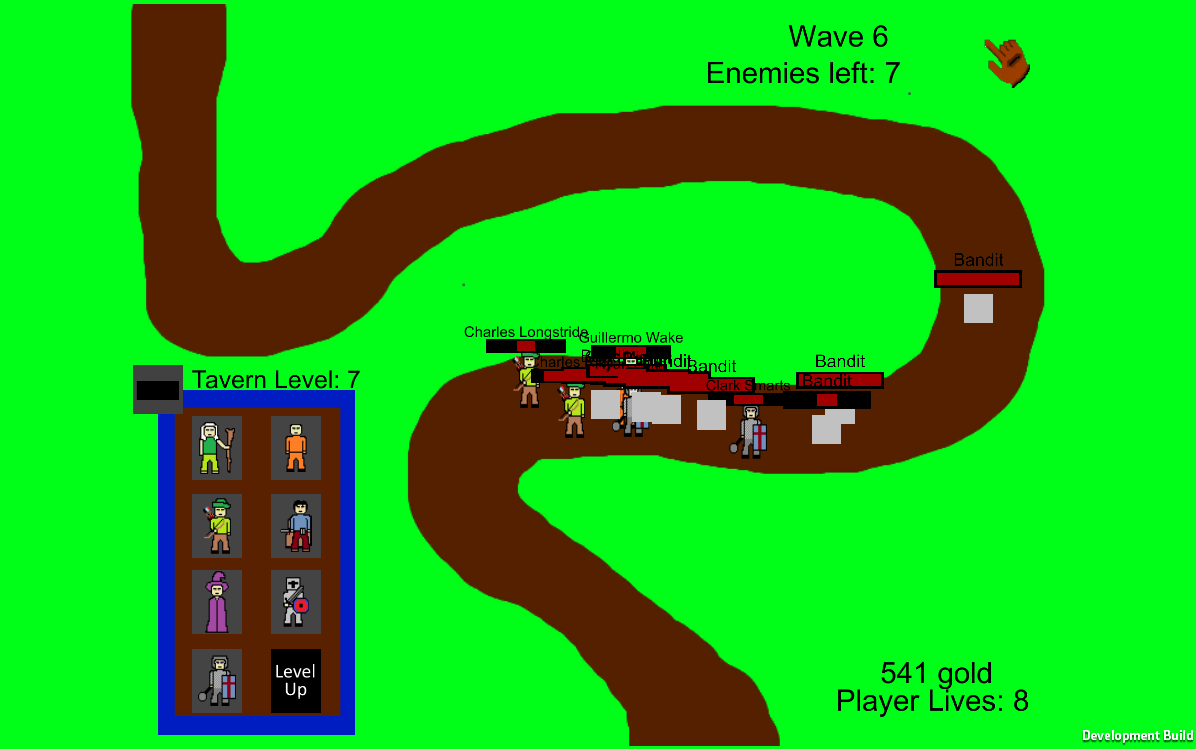 Wave 6
Enemies left: 7
Bandit
Charles Longstride
Guillermo Wake
Bandit
Bandit
Bandit
Clark Smarts
Tavern Level: 7
Level
Up
541 gold
Player Lives: 8
Development Build